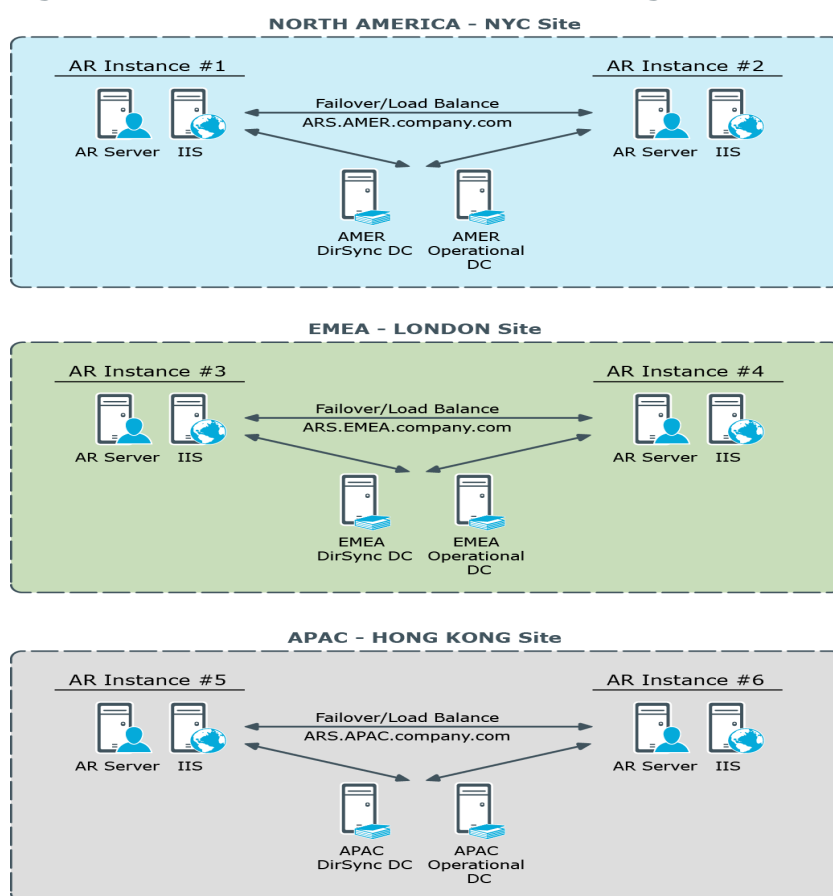 NORTH AMERICA - NYC Site
AR Instance #1
AR Instance #2
Failover/Load Balance
ARS.AMER.company.com
AR Server IIS
AR Server IIS
AMER
DirSync DC
AMER
Operational
DC
EMEA - LONDON Site
AR Instance #3
AR Instance #4
Failover/Load Balance
ARS.EMEA.company.com
AR Server IIS
AR Server IIS
EMEA
DirSync DC
EMEA
Operational
DC
APAC - HONG KONG Site
AR Instance #5
AR Instance #6
Failover/Load Balance
ARS.APAC.company.com
AR Server IIS
AR Server IIS
APAC
DirSync DC
APAC
Operational
DC